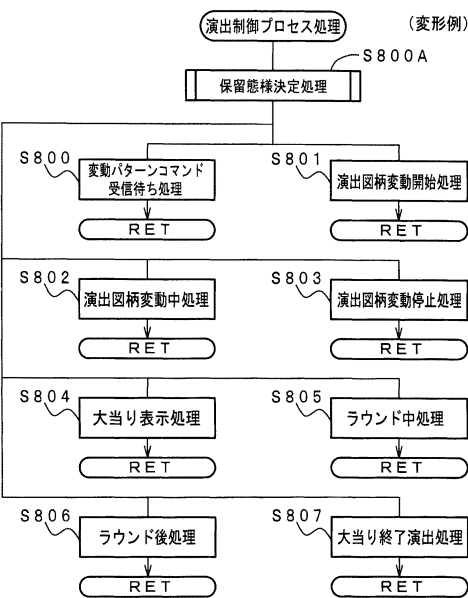 演出制御プロセス処理
(変形例)
S800A
保留態様決定処理
S800
変動パターンコマンド
受信待ち処理
RET
S801
演出図柄変動開始処理
RET
S802
演出図柄変動中処理
RET
S803
演出図柄変動停止処理
RET
S804
大当り表示処理
RET
S805
ラウンド中処理
RET
S806
ラウンド後処理
RET
S807
大当り終了演出処理
RET